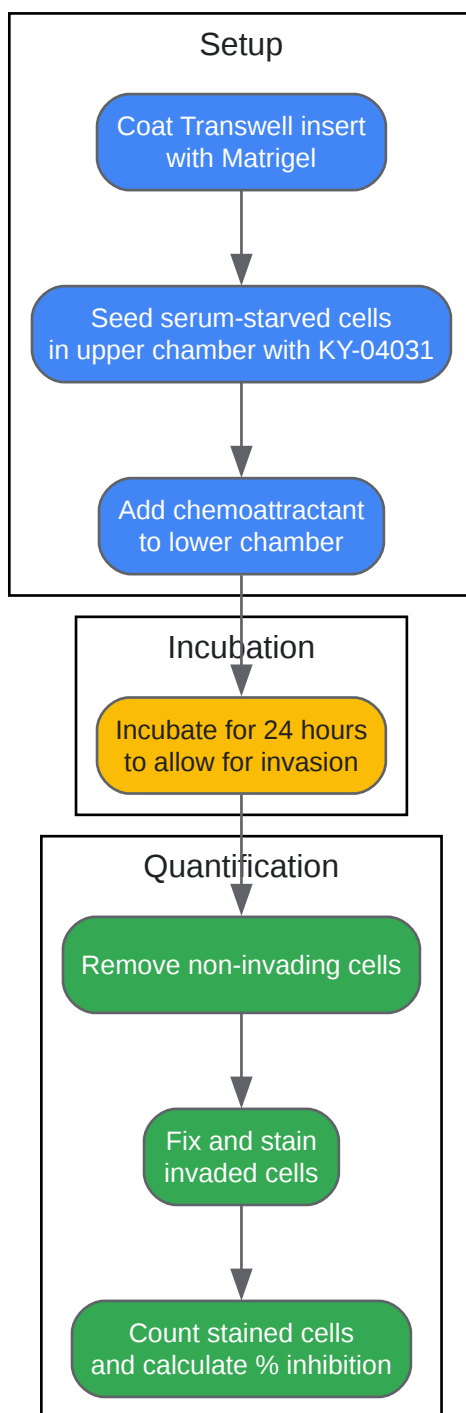 Setup
Coat Transwell insert
with Matrigel
Seed serum-starved cells
in upper chamber with KY-04031
Add chemoattractant
to lower chamber
Incubation
Incubate for 24 hours
to allow for invasion
Quantification
Remove non-invading cells
Fix and stain
invaded cells
Count stained cells
and calculate % inhibition